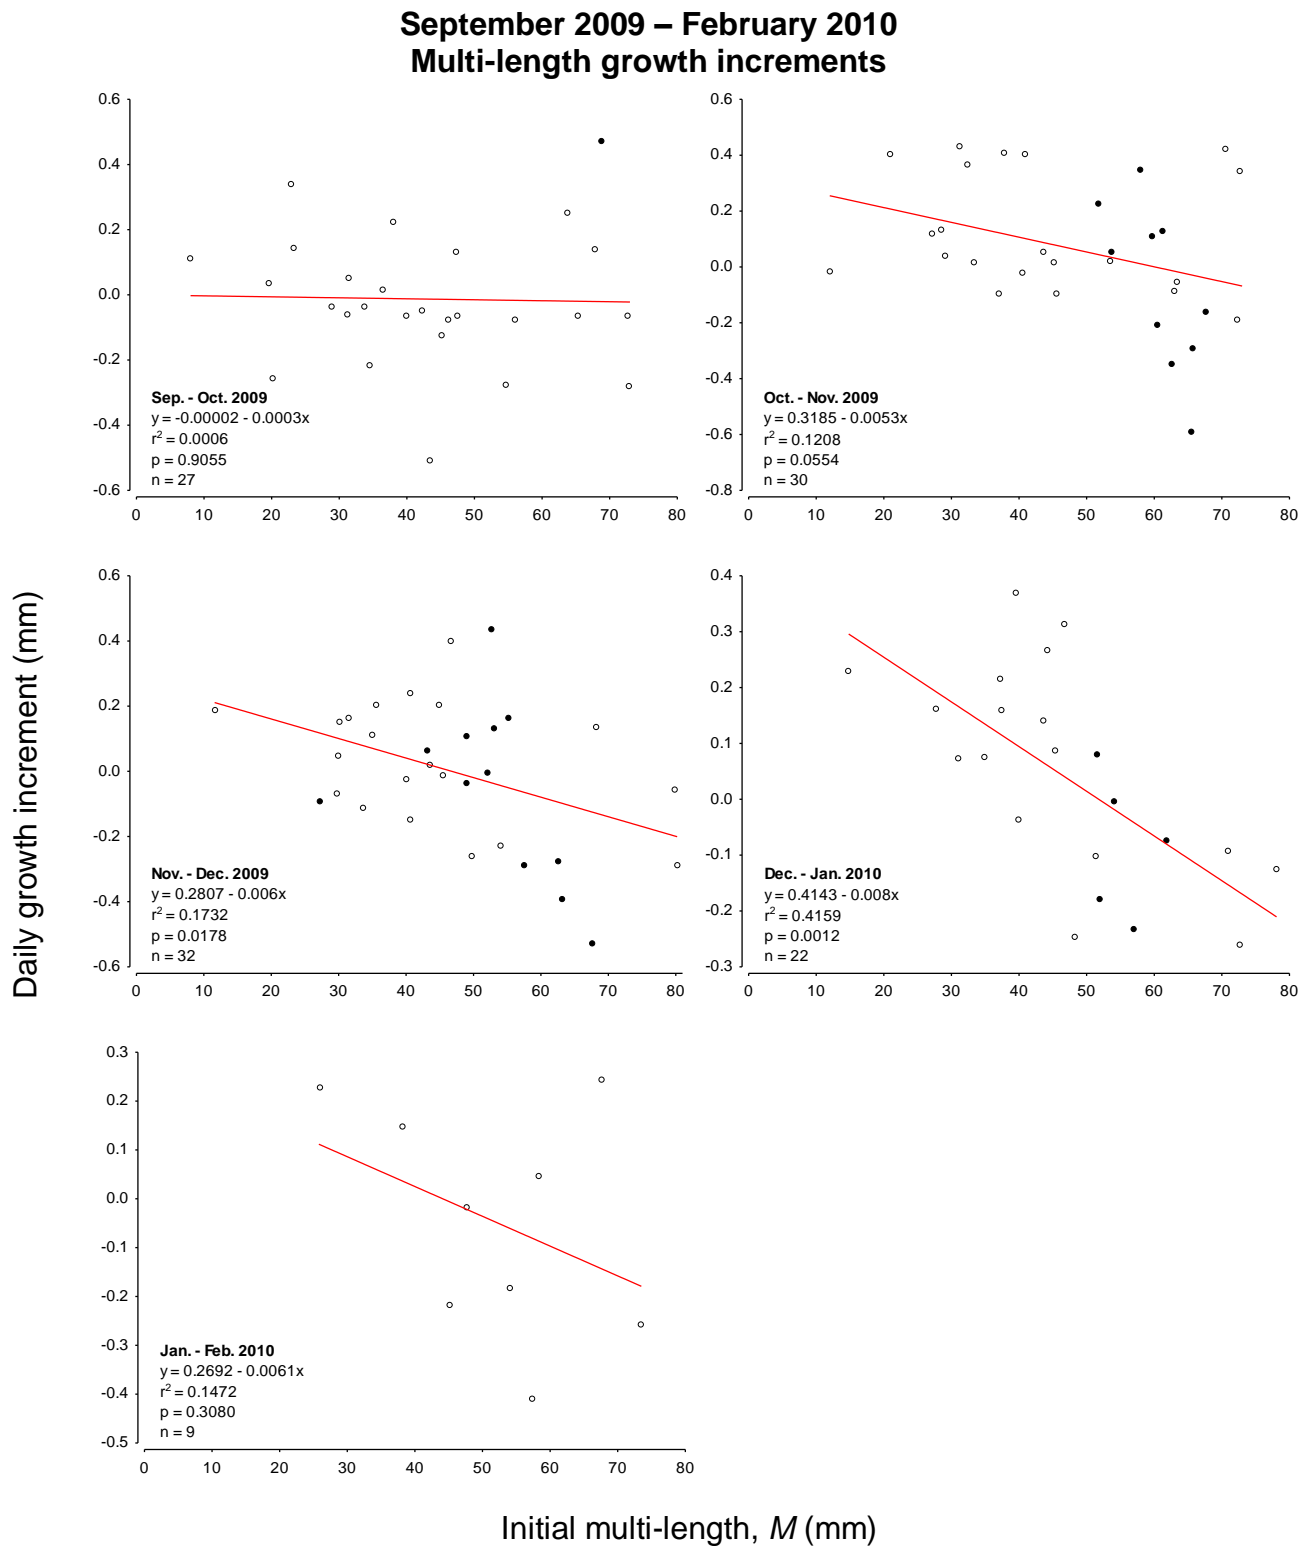 September 2009 – February 2010
Multi-length growth increments
0.6
0.4
0.2
0.0
-0.2
-0.4
-0.6
Sep. - Oct. 2009
y = -0.00002 - 0.0003x
r² = 0.0006
p = 0.9055
n = 27
0 10 20 30 40 50 60 70 80
0.6
0.4
0.2
0.0
-0.2
-0.4
-0.6
-0.8
Oct. - Nov. 2009
y = 0.3185 - 0.0053x
r² = 0.1208
p = 0.0554
n = 30
0 10 20 30 40 50 60 70 80
Daily growth increment (mm)
0.6
0.4
0.2
0.0
-0.2
-0.4
-0.6
Nov. - Dec. 2009
y = 0.2807 - 0.006x
r² = 0.1732
p = 0.0178
n = 32
0 10 20 30 40 50 60 70 80
0.4
0.3
0.2
0.1
0.0
-0.1
-0.2
-0.3
Dec. - Jan. 2010
y = 0.4143 - 0.008x
r² = 0.4159
p = 0.0012
n = 22
0 10 20 30 40 50 60 70 80
0.3
0.2
0.1
0.0
-0.1
-0.2
-0.3
-0.4
-0.5
Jan. - Feb. 2010
y = 0.2692 - 0.0061x
r² = 0.1472
p = 0.3080
n = 9
0 10 20 30 40 50 60 70 80
Initial multi-length, M (mm)